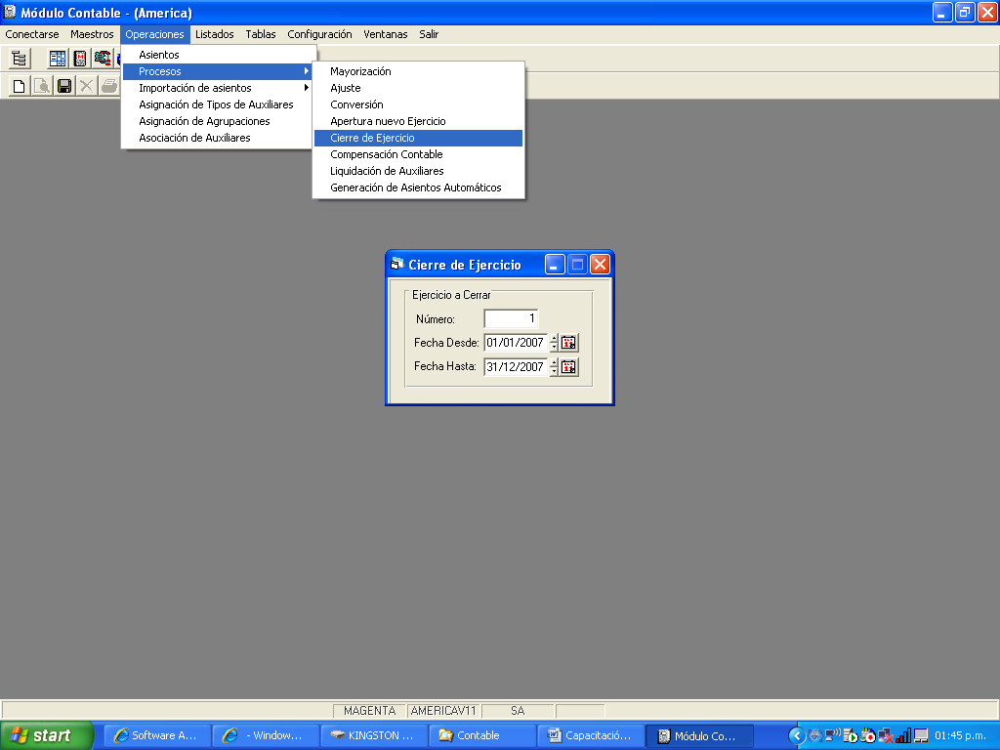 Módulo Contable - (America)
Conectarse Maestros Operaciones Listados Tablas Configuración Ventanas Salir
Asientos
Procesos
Importación de asientos
Asignación de Tipos de Auxiliares
Asignación de Agrupaciones
Asociación de Auxiliares
Mayorización
Ajuste
Conversión
Apertura nuevo Ejercicio
Cierre de Ejercicio
Compensación Contable
Liquidación de Auxiliares
Generación de Asientos Automáticos
Cierre de Ejercicio
Ejercicio a Cerrar
Número: 1
Fecha Desde: 01/01/2007
Fecha Hasta: 31/12/2007
MAGENTA AMERICAV11 SA
start Software A... - Window... KINGSTON ... Contable Capacitació... Módulo Co... 01:45 p.m.